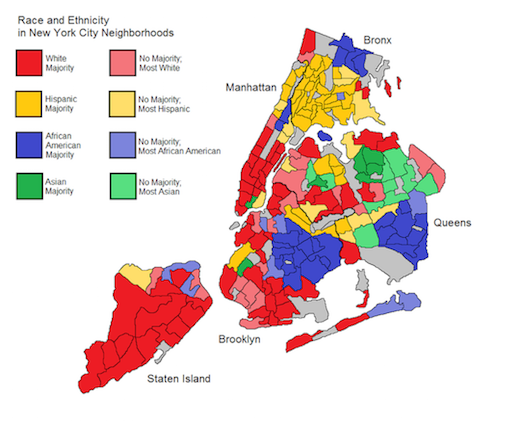 Race and Ethnicity
in New York City Neighborhoods
White
Majority
No Majority;
Most White
Hispanic
Majority
No Majority;
Most Hispanic
African
American
Majority
No Majority;
Most African American
Asian
Majority
No Majority;
Most Asian
Bronx
Manhattan
Queens
Brooklyn
Staten Island